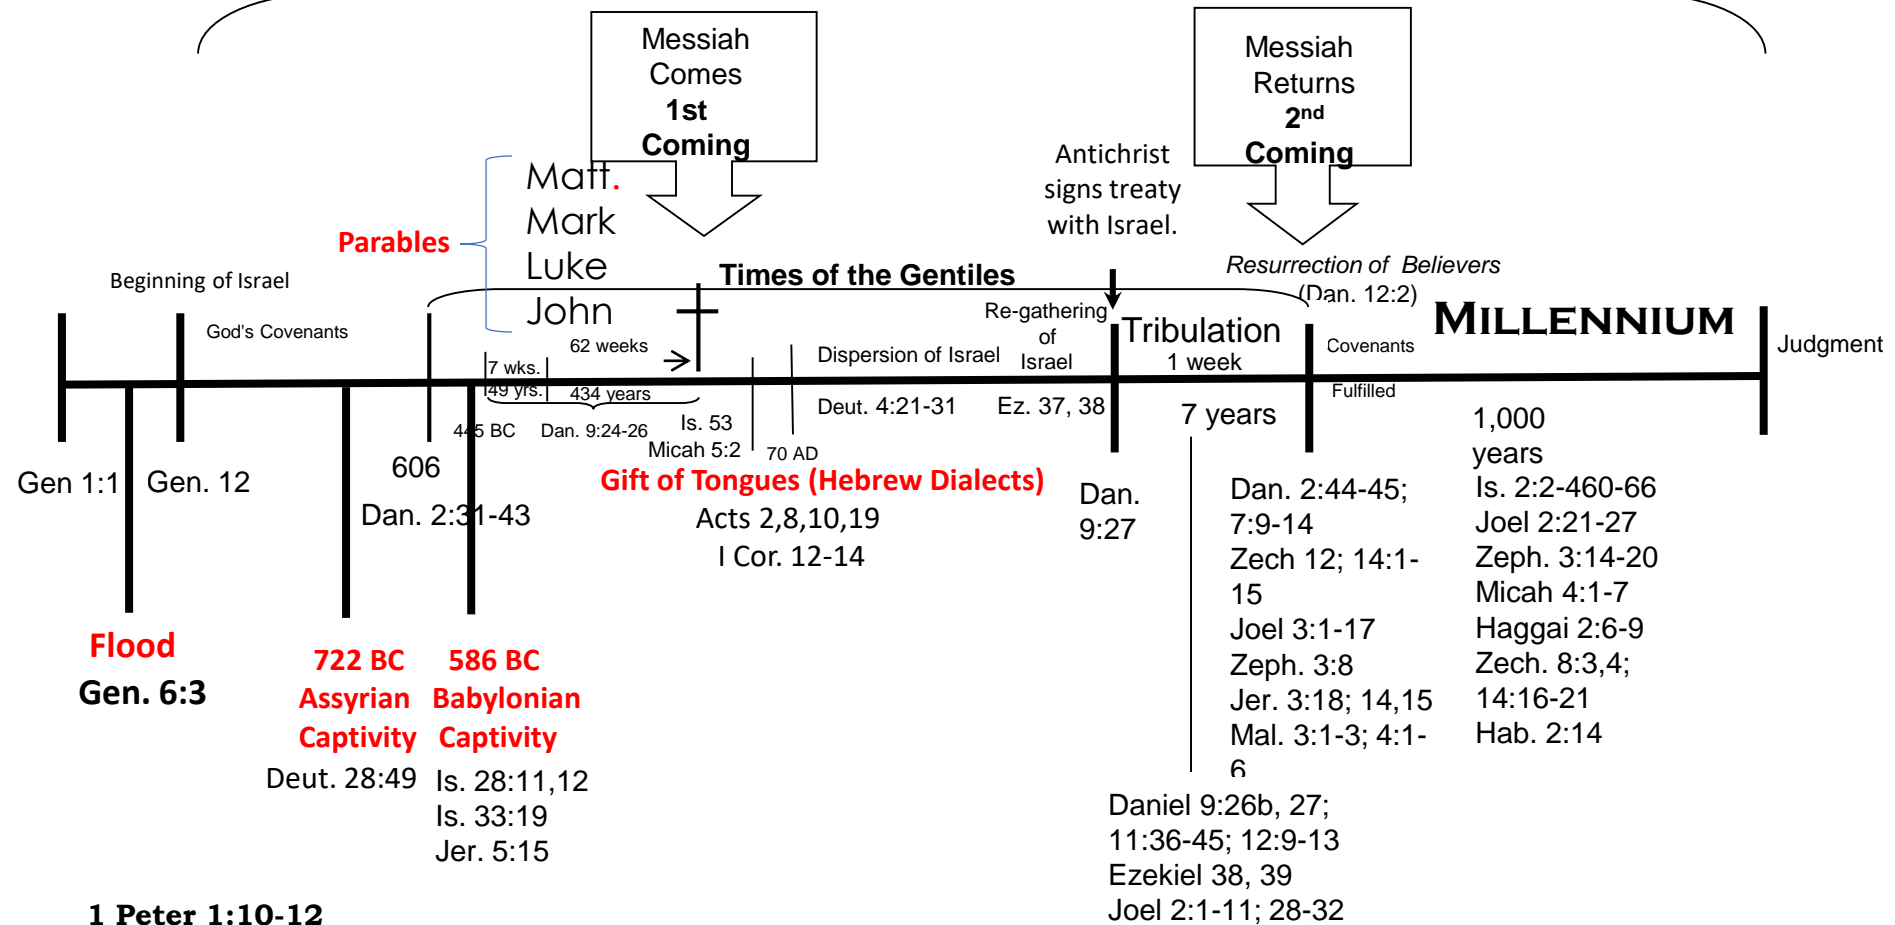 Messiah
Comes
1st
Coming
Messiah
Returns
2nd
Coming
Antichrist
signs treaty
with Israel.
Matt.
Mark
Luke
John
Parables
Times of the Gentiles
Resurrection of Believers
(Dan. 12:2)
Beginning of Israel
God's Covenants
62 weeks
7 wks.
49 yrs.
434 years
445 BC
Dan. 9:24-26
Is. 53
Micah 5:2
70 AD
Dispersion of Israel
Deut. 4:21-31
Re-gathering
of
Israel
Ez. 37, 38
Tribulation
1 week
7 years
Covenants
Fulfilled
MILLENNIUM
Judgment
1,000
years
Gen 1:1
Gen. 12
606
Dan. 2:31-43
Gift of Tongues (Hebrew Dialects)
Acts 2,8,10,19
I Cor. 12-14
Dan.
9:27
Dan. 2:44-45;
7:9-14
Zech 12; 14:1-
15
Joel 3:1-17
Zeph. 3:8
Jer. 3:18; 14,15
Mal. 3:1-3; 4:1-
6
Is. 2:2-460-66
Joel 2:21-27
Zeph. 3:14-20
Micah 4:1-7
Haggai 2:6-9
Zech. 8:3,4;
14:16-21
Hab. 2:14
Flood
Gen. 6:3
722 BC
Assyrian
Captivity
Deut. 28:49
586 BC
Babylonian
Captivity
Is. 28:11,12
Is. 33:19
Jer. 5:15
Daniel 9:26b, 27;
11:36-45; 12:9-13
Ezekiel 38, 39
Joel 2:1-11; 28-32
1 Peter 1:10-12